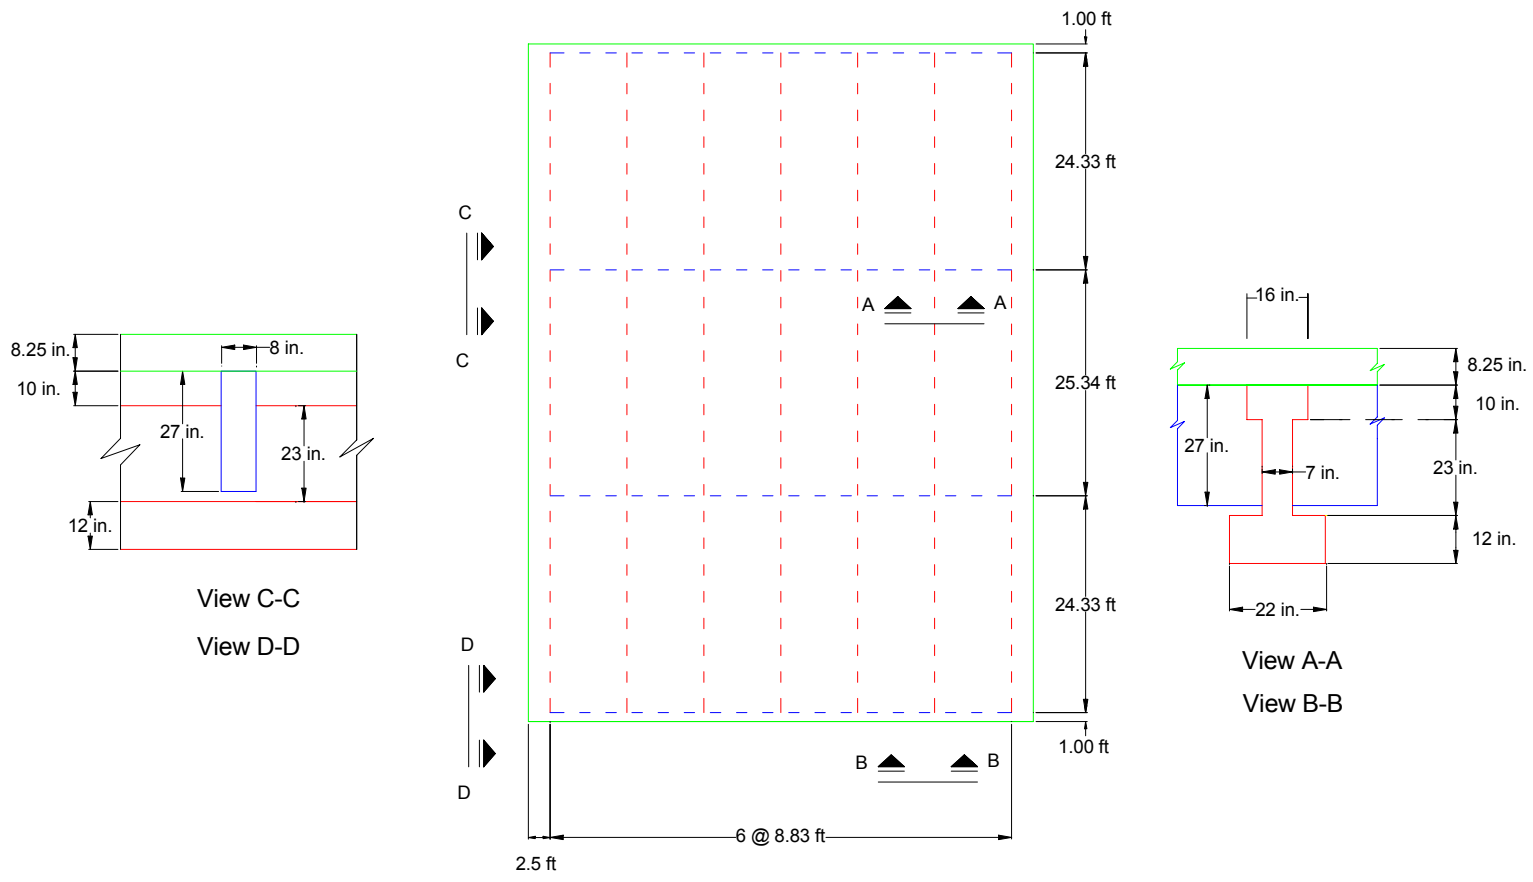 1.00 ft
24.33 ft
C
C
A
A
25.34 ft
24.33 ft
D
D
B
B
1.00 ft
6 @ 8.83 ft
2.5 ft
8.25 in.
8 in.
10 in.
27 in.
23 in.
12 in.
View C-C
View D-D
16 in.
8.25 in.
10 in.
27 in.
7 in.
23 in.
12 in.
22 in.
View A-A
View B-B